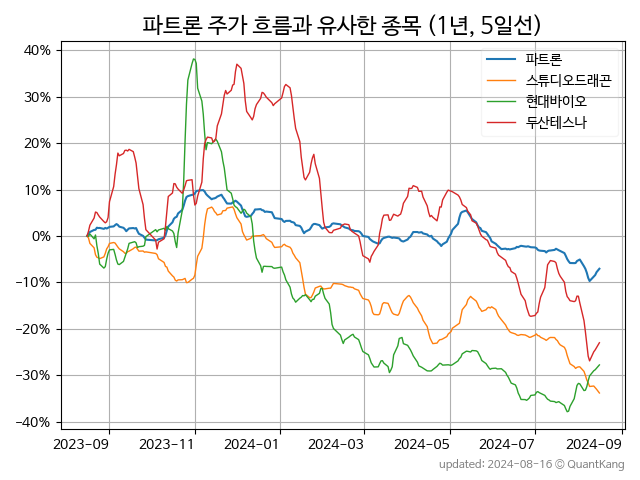 파트론 주가 흐름과 유사한 종목 (1년, 5일선)
파트론
스튜디오드래곤
현대바이오
두산테스나
40%
30%
20%
10%
0%
−10%
−20%
−30%
−40%
2023-09
2023-11
2024-01
2024-03
2024-05
2024-07
2024-09
updated: 2024-08-16 © QuantKang